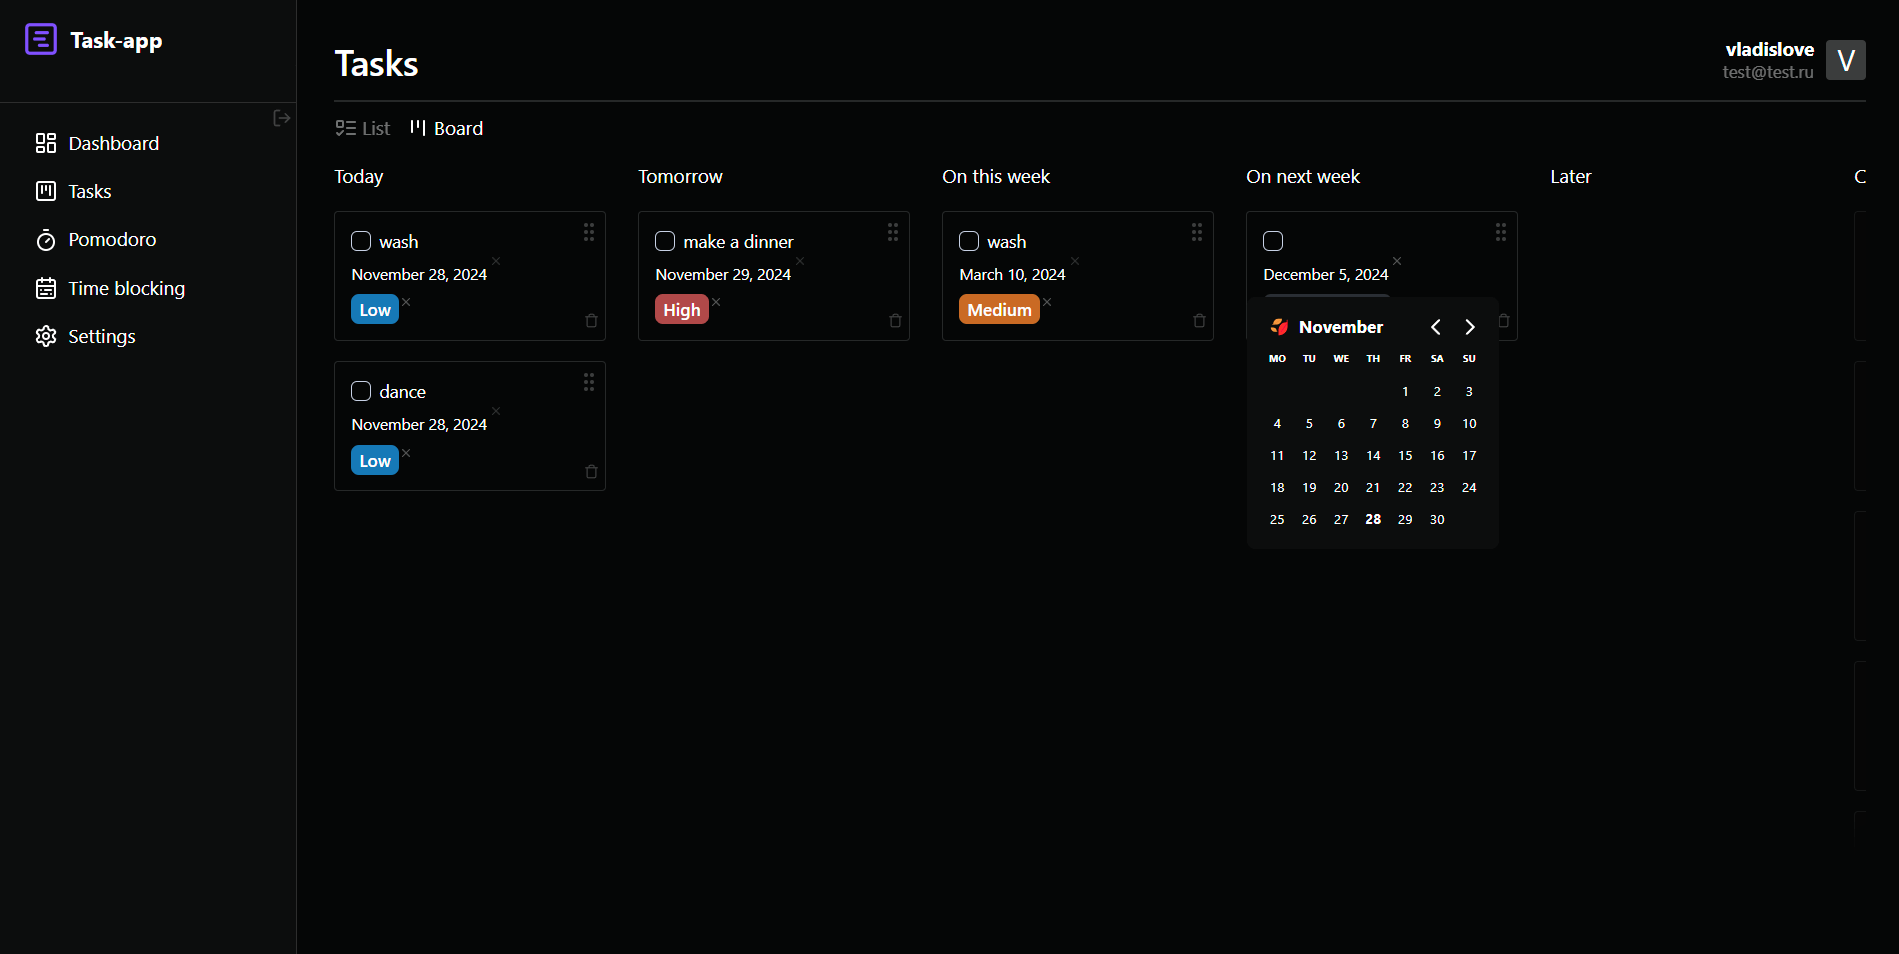 Task-app
Dashboard
Tasks
Pomodoro
Time blocking
Settings
Tasks
vladislove
test@test.ru
V
List
Board
Today
Tomorrow
On this week
On next week
Later
C
wash
November 28, 2024
Low
dance
November 28, 2024
Low
make a dinner
November 29, 2024
High
wash
March 10, 2024
Medium
December 5, 2024
November
MO TU WE TH FR SA SU
1 2 3
4 5 6 7 8 9 10
11 12 13 14 15 16 17
18 19 20 21 22 23 24
25 26 27 28 29 30